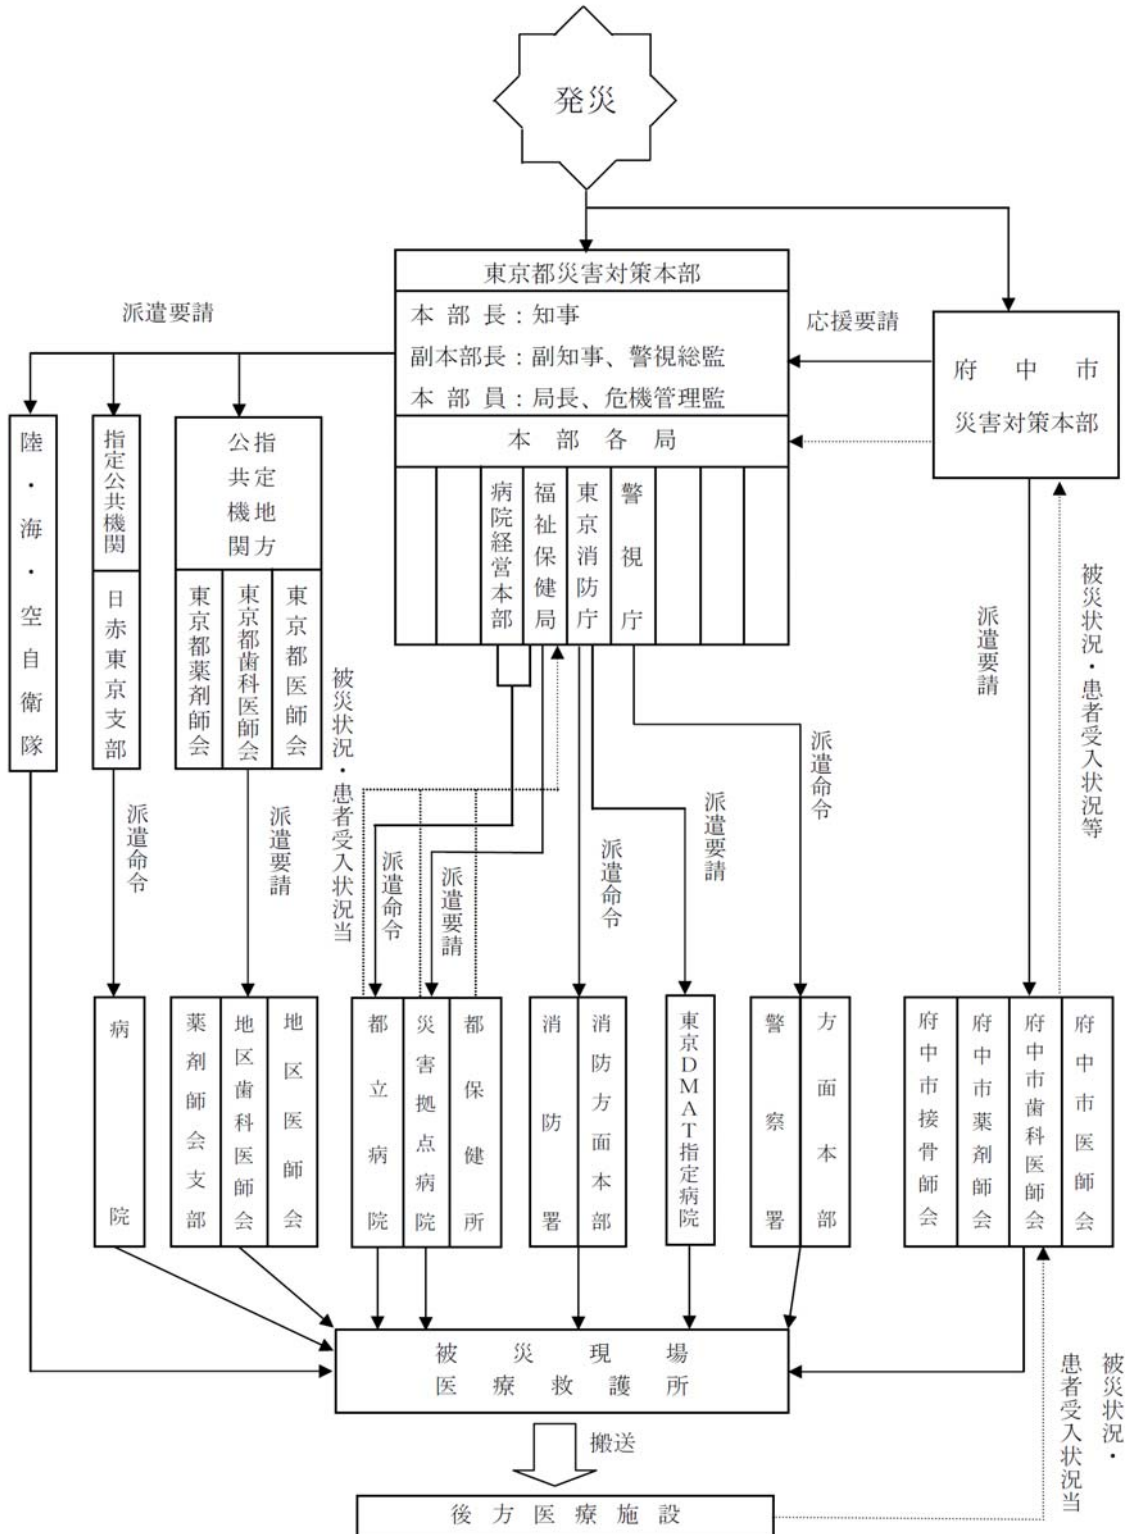 発災
東京都災害対策本部
本部長：知事
副本部長：副知事、警視総監
本部員：局長、危機管理監
本部各局
病院経営本部
福祉保健局
東京消防庁
警視庁
応援要請
府中市
災害対策本部
派遣要請
陸・海・空自衛隊
指定公共機関
日赤東京支部
指定地方
公共機関
東京都医師会
東京都歯科医師会
東京都薬剤師会
派遣命令
派遣要請
被災状況・患者受入状況当
派遣命令
派遣要請
派遣命令
派遣要請
派遣命令
派遣要請
被災状況・患者受入状況等
病院
地区医師会
地区歯科医師会
薬剤師会支部
都立病院
災害拠点病院
都保健所
消防署
消防方面本部
東京DMAT指定病院
警察署
方面本部
府中市接骨師会
府中市薬剤師会
府中市歯科医師会
府中市医師会
被災現場
医療救護所
搬送
後方医療施設
被災状況・
患者受入状況当